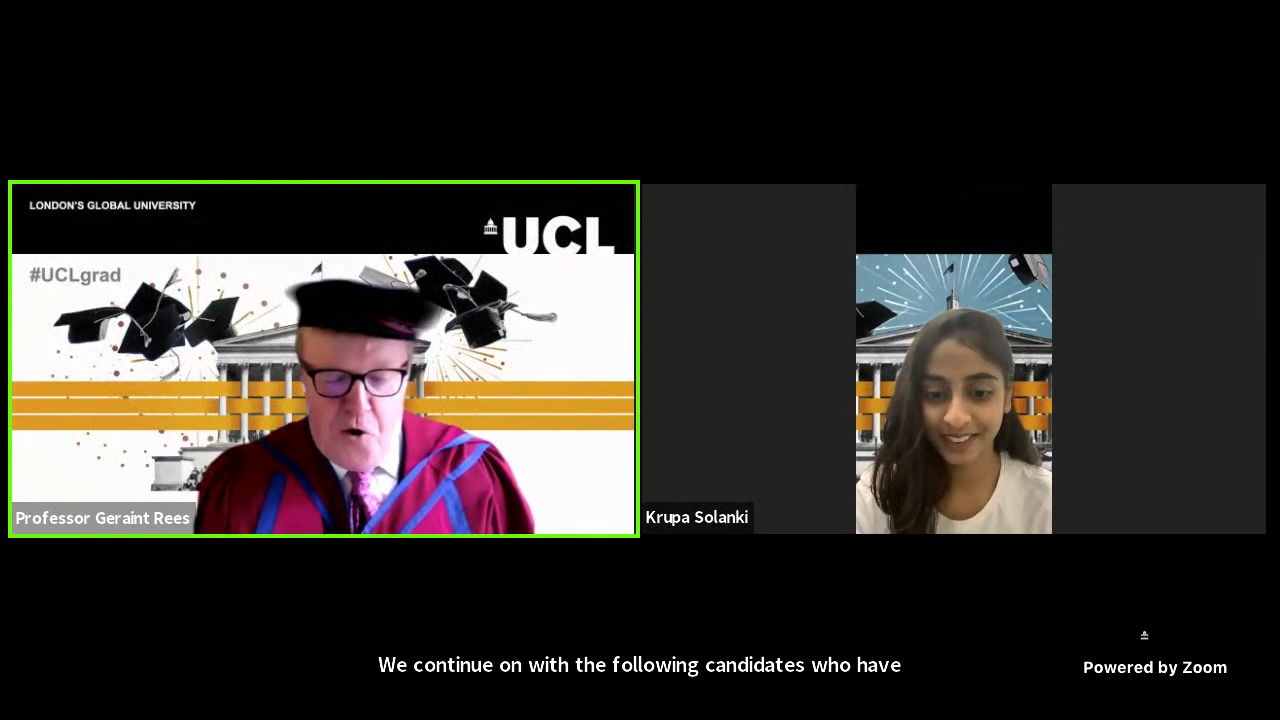 LONDON'S GLOBAL UNIVERSITY
UCL
#UCLgrad
Professor Geraint Rees
Krupa Solanki
We continue on with the following candidates who have
Powered by Zoom